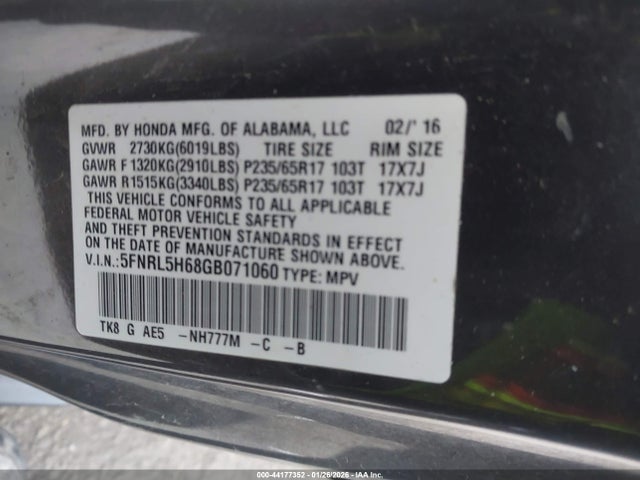 MFD. BY HONDA MFG. OF ALABAMA, LLC 02/'16
GVWR 2730KG(6019LBS) TIRE SIZE RIM SIZE
GAWR F 1320KG(2910LBS) P235/65R17 103T 17X7J
GAWR R1515KG(3340LBS) P235/65R17 103T 17X7J
THIS VEHICLE CONFORMS TO ALL APPLICABLE
FEDERAL MOTOR VEHICLE SAFETY
AND THEFT PREVENTION STANDARDS IN EFFECT
ON THE DATE OF MANUFACTURE SHOWN ABOVE.
V.I.N.:5FNRL5H68GB071060 TYPE: MPV
TK8 G AE5 -NH777M -C -B
000-44177352 - 01/26/2026 - IAA Inc.